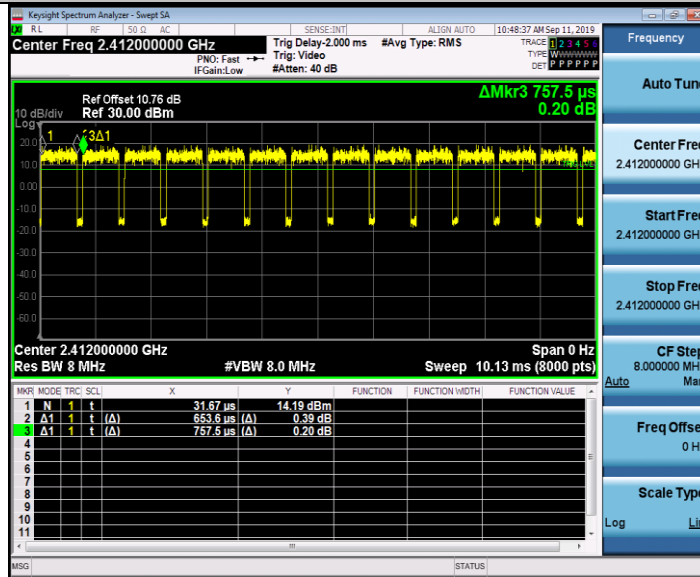 Keysight Spectrum Analyzer - Swept SA
RL RF 50 Ω AC SENSE:INT ALIGN AUTO 10:48:37 AM Sep 11, 2019
Center Freq 2.412000000 GHz
PNO: Fast
IFGain:Low
Trig Delay-2.000 ms
Trig: Video
#Atten: 40 dB
#Avg Type: RMS
TRACE 1 2 3 4 5 6
TYPE WWWWWW
DET P P P P P P
Frequency
ΔMkr3 757.5 µs
0.20 dB
Ref Offset 10.76 dB
10 dB/div Ref 30.00 dBm
Log
1 3Δ1
20.0
10.0
0.00
-10.0
-20.0
-30.0
-40.0
-50.0
-60.0
Center 2.412000000 GHz Span 0 Hz
Res BW 8 MHz #VBW 8.0 MHz Sweep 10.13 ms (8000 pts)
MKR MODE TRC SCL X Y FUNCTION FUNCTION WIDTH FUNCTION VALUE
1 N 1 t 31.67 µs 14.19 dBm
2 Δ1 1 t (Δ) 653.6 µs (Δ) 0.39 dB
3 Δ1 1 t (Δ) 757.5 µs (Δ) 0.20 dB
4
5
6
7
8
9
10
11
MSG STATUS
Auto Tun
Center Fre
2.412000000 GH
Start Fre
2.412000000 GH
Stop Fre
2.412000000 GH
CF Step
8.000000 MH
Auto Ma
Freq Offse
0 H
Scale Type
Log Li